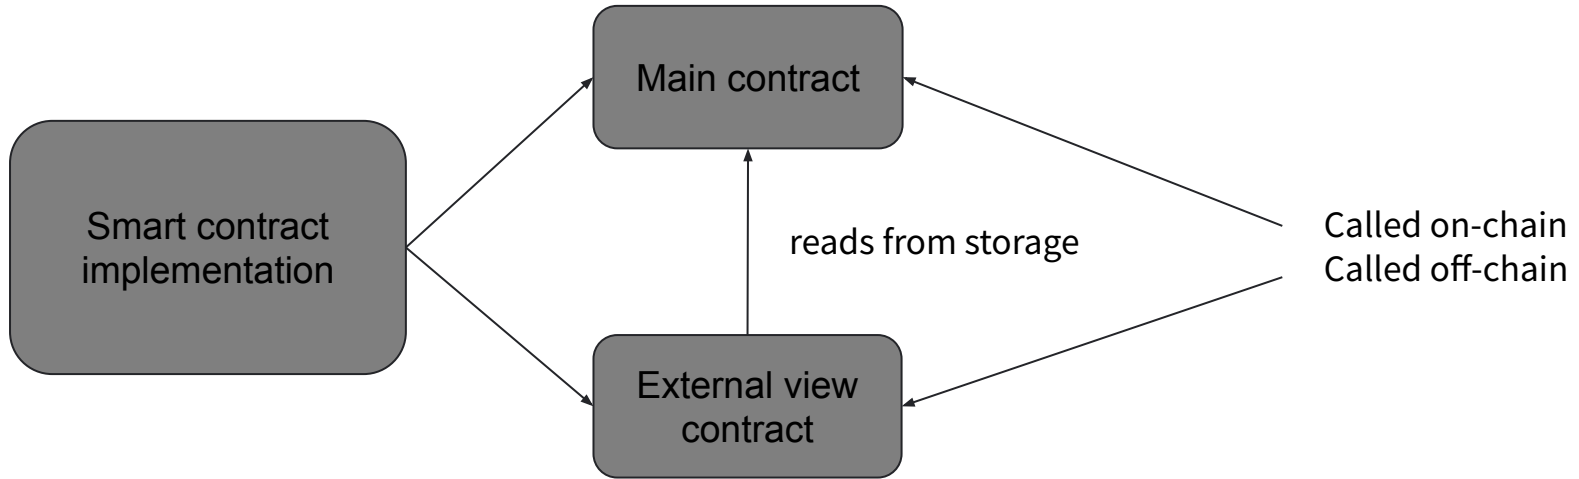 Main contract
Smart contract
implementation
reads from storage
Called on-chain
Called off-chain
External view
contract